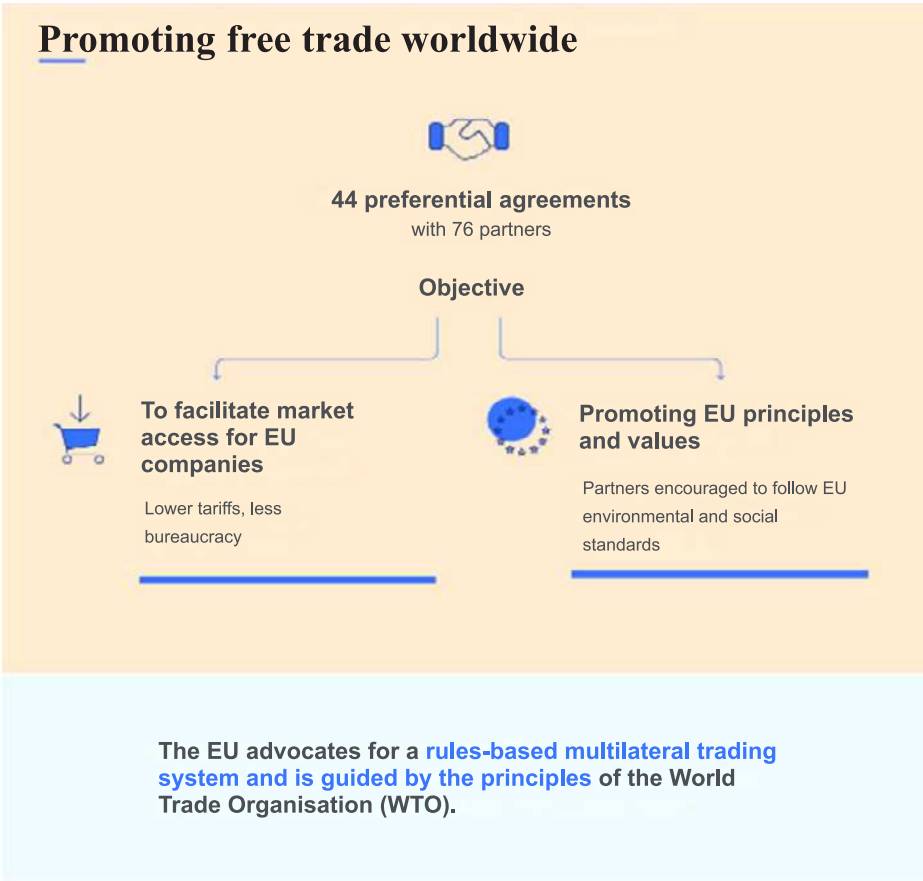 Promoting free trade worldwide
44 preferential agreements
with 76 partners
Objective
To facilitate market
access for EU
companies
Lower tariffs, less
bureaucracy
Promoting EU principles
and values
Partners encouraged to follow EU
environmental and social
standards
The EU advocates for a rules-based multilateral trading
system and is guided by the principles of the World
Trade Organisation (WTO).